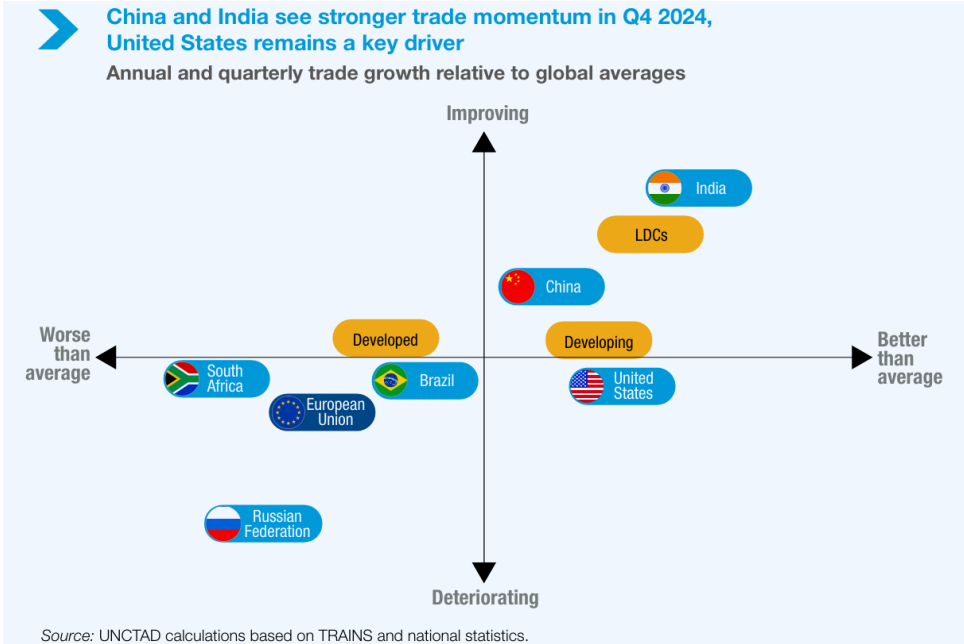 China and India see stronger trade momentum in Q4 2024,
United States remains a key driver
Annual and quarterly trade growth relative to global averages
Improving
India
LDCs
China
Worse
than
average
Developed
Developing
Better
than
average
South
Africa
Brazil
United
States
European
Union
Russian
Federation
Deteriorating
Source: UNCTAD calculations based on TRAINS and national statistics.